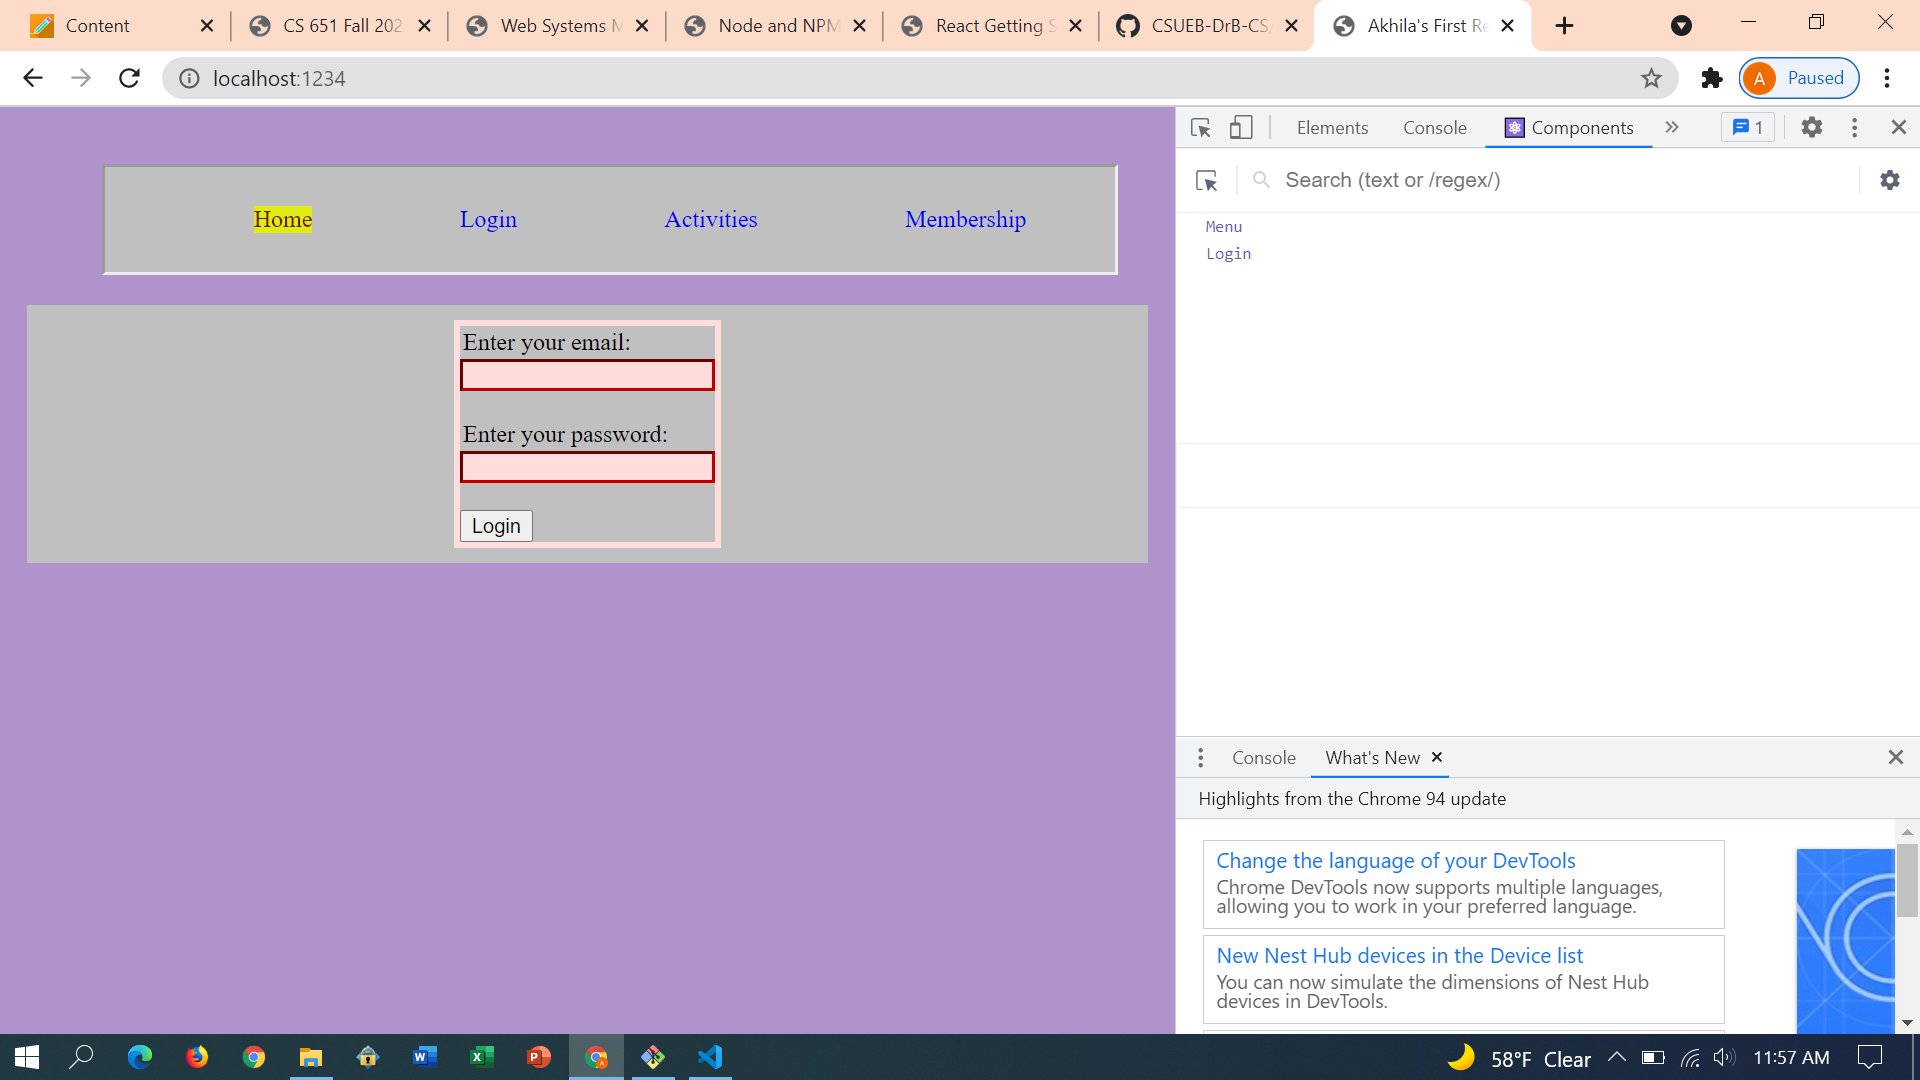 Content
CS 651 Fall 202
Web Systems M
Node and NPM
React Getting S
CSUEB-DrB-CS/
Akhila's First Re
localhost:1234
A Paused
Home Login Activities Membership
Enter your email:
Enter your password:
Login
Elements Console Components 1
Search (text or /regex/)
Menu
Login
Console What's New
Highlights from the Chrome 94 update
Change the language of your DevTools
Chrome DevTools now supports multiple languages,
allowing you to work in your preferred language.
New Nest Hub devices in the Device list
You can now simulate the dimensions of Nest Hub
devices in DevTools.
58°F Clear 11:57 AM